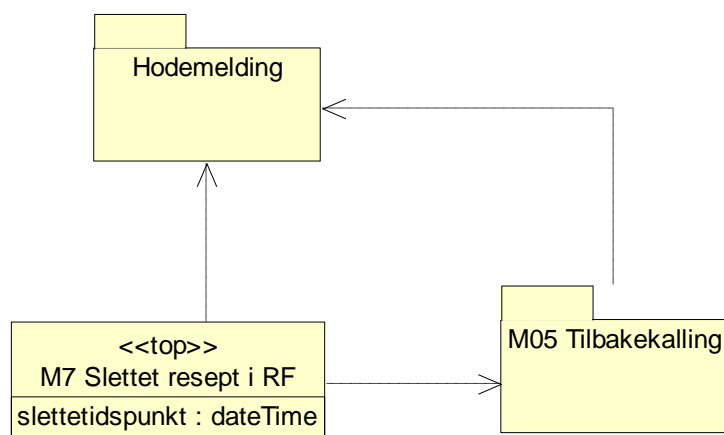 Hodemelding
<<top>>
M7 Slettet resept i RF
slettetidspunkt : dateTime
M05 Tilbakekalling